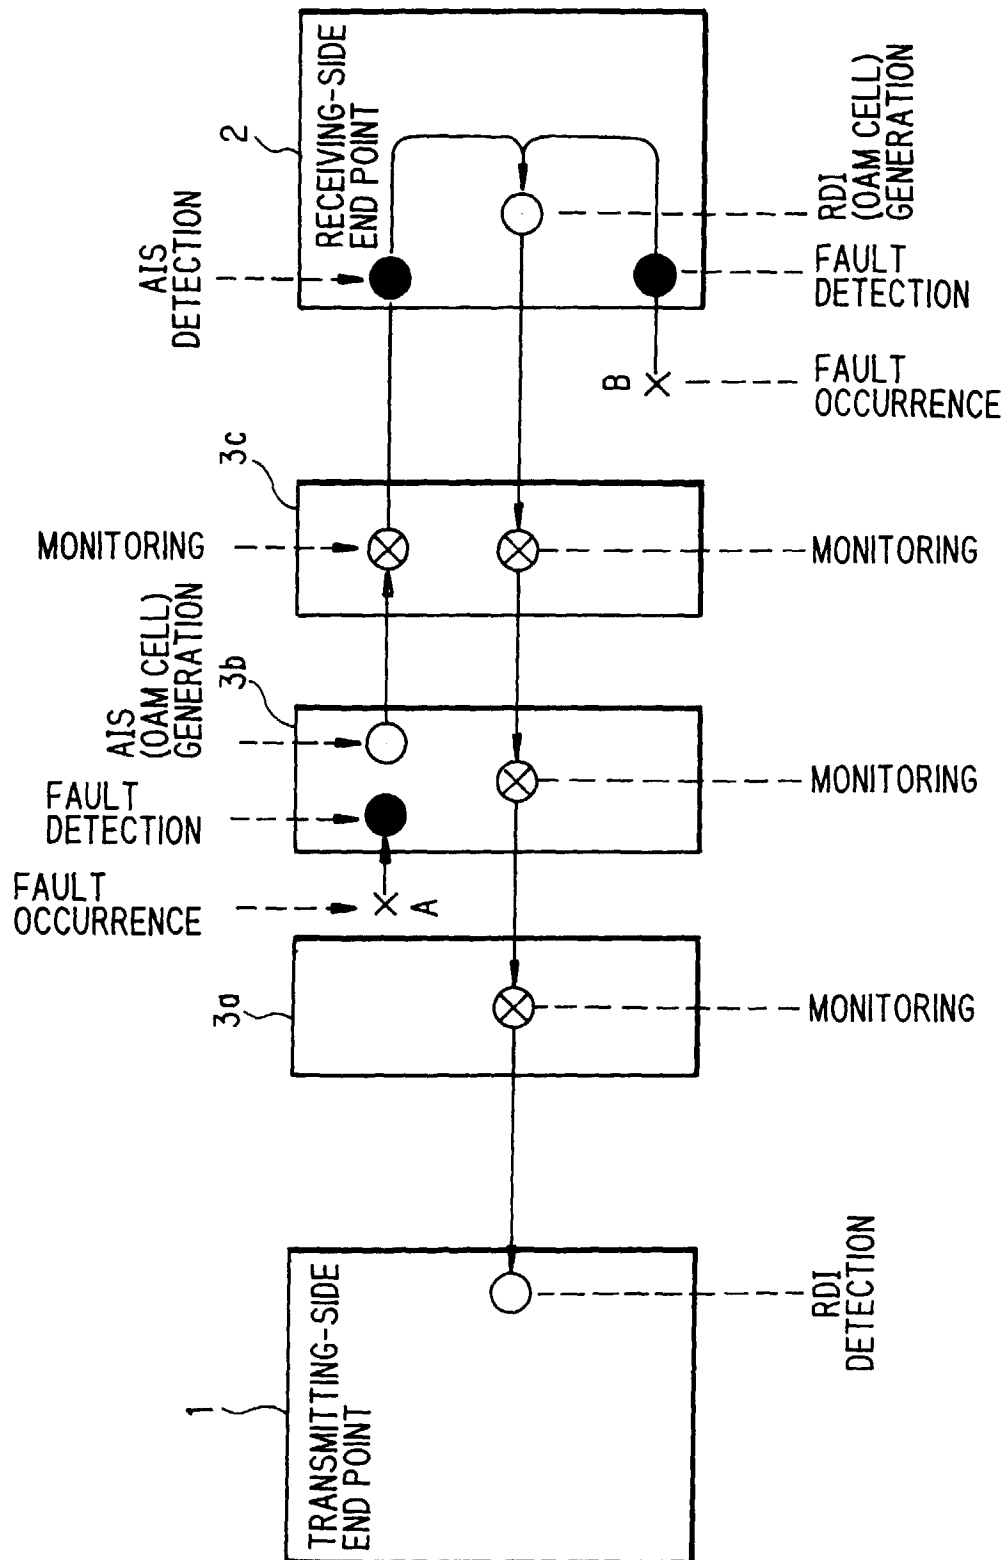 1
TRANSMITTING-SIDE
END POINT
RDI
DETECTION
3a
MONITORING
FAULT
OCCURRENCE
A
FAULT
DETECTION
AIS
(OAM CELL)
GENERATION
3b
MONITORING
MONITORING
3c
MONITORING
AIS
DETECTION
2
RECEIVING-SIDE
END POINT
B
FAULT
OCCURRENCE
FAULT
DETECTION
RDI
(OAM CELL)
GENERATION